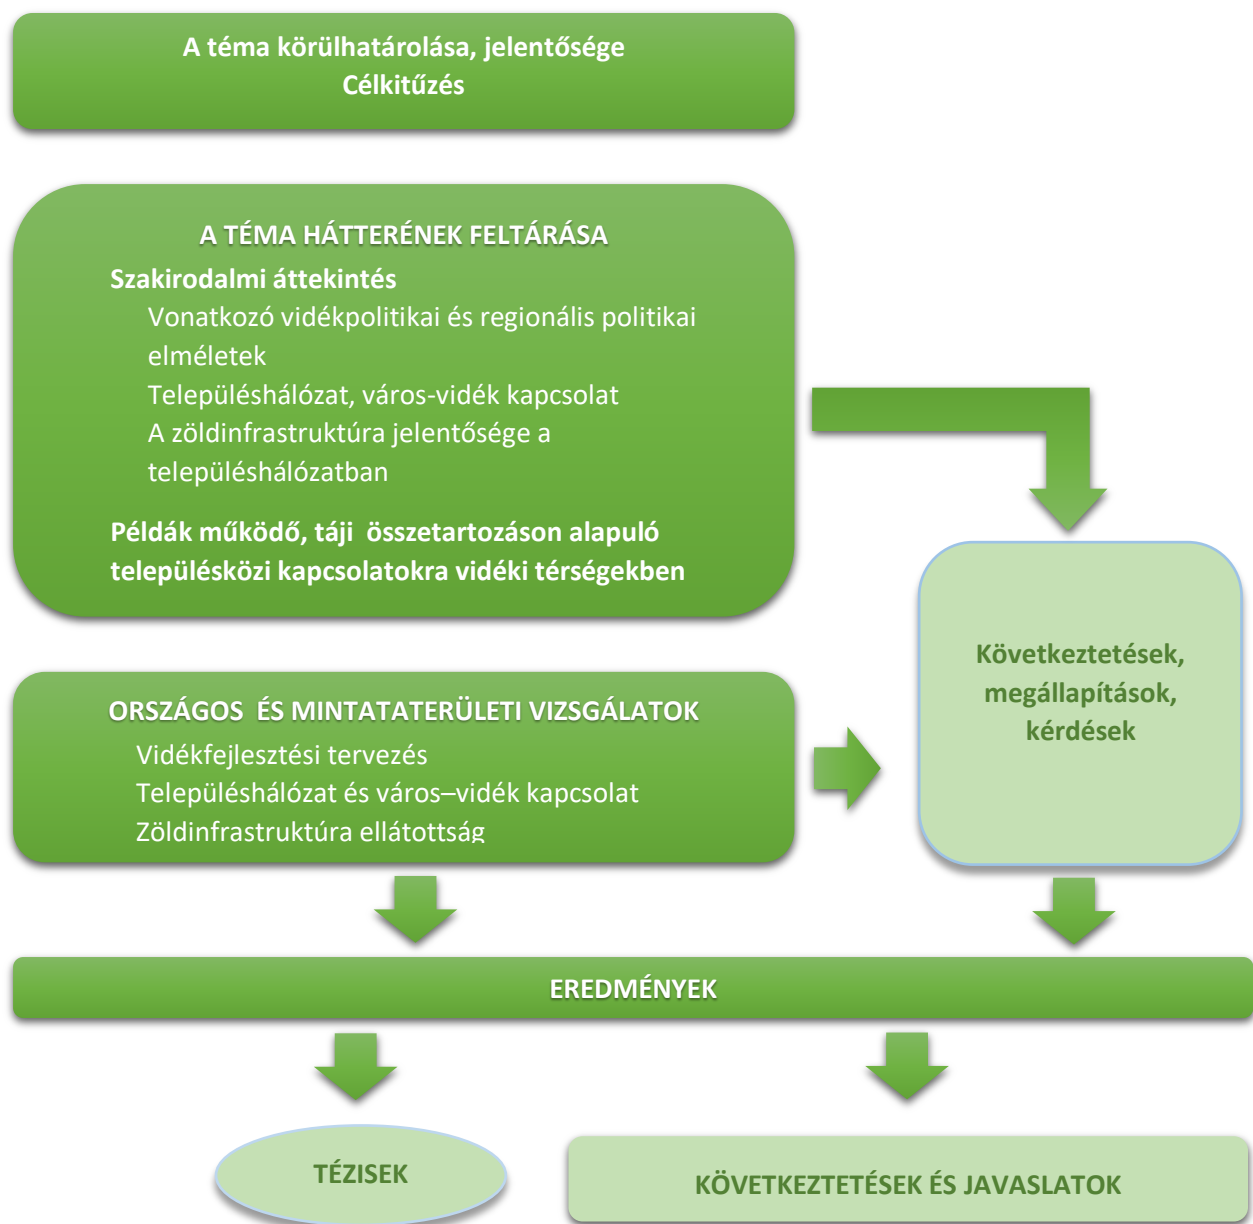 A téma körülhatárolása, jelentősége
Célkitűzés
A TÉMA HÁTTERÉNEK FELTÁRÁSA
Szakirodalmi áttekintés
Vonatkozó vidékpolitikai és regionális politikai
elméletek
Településhálózat, város-vidék kapcsolat
A zöldinfrastruktúra jelentősége a
településhálózatban
Példák működő, táji összetartozáson alapuló
településközi kapcsolatokra vidéki térségekben
Következtetések,
megállapítások,
kérdések
ORSZÁGOS ÉS MINTATATERÜLETI VIZSGÁLATOK
Vidékfejlesztési tervezés
Településhálózat és város–vidék kapcsolat
Zöldinfrastruktúra ellátottság
EREDMÉNYEK
TÉZISEK
KÖVETKEZTETÉSEK ÉS JAVASLATOK